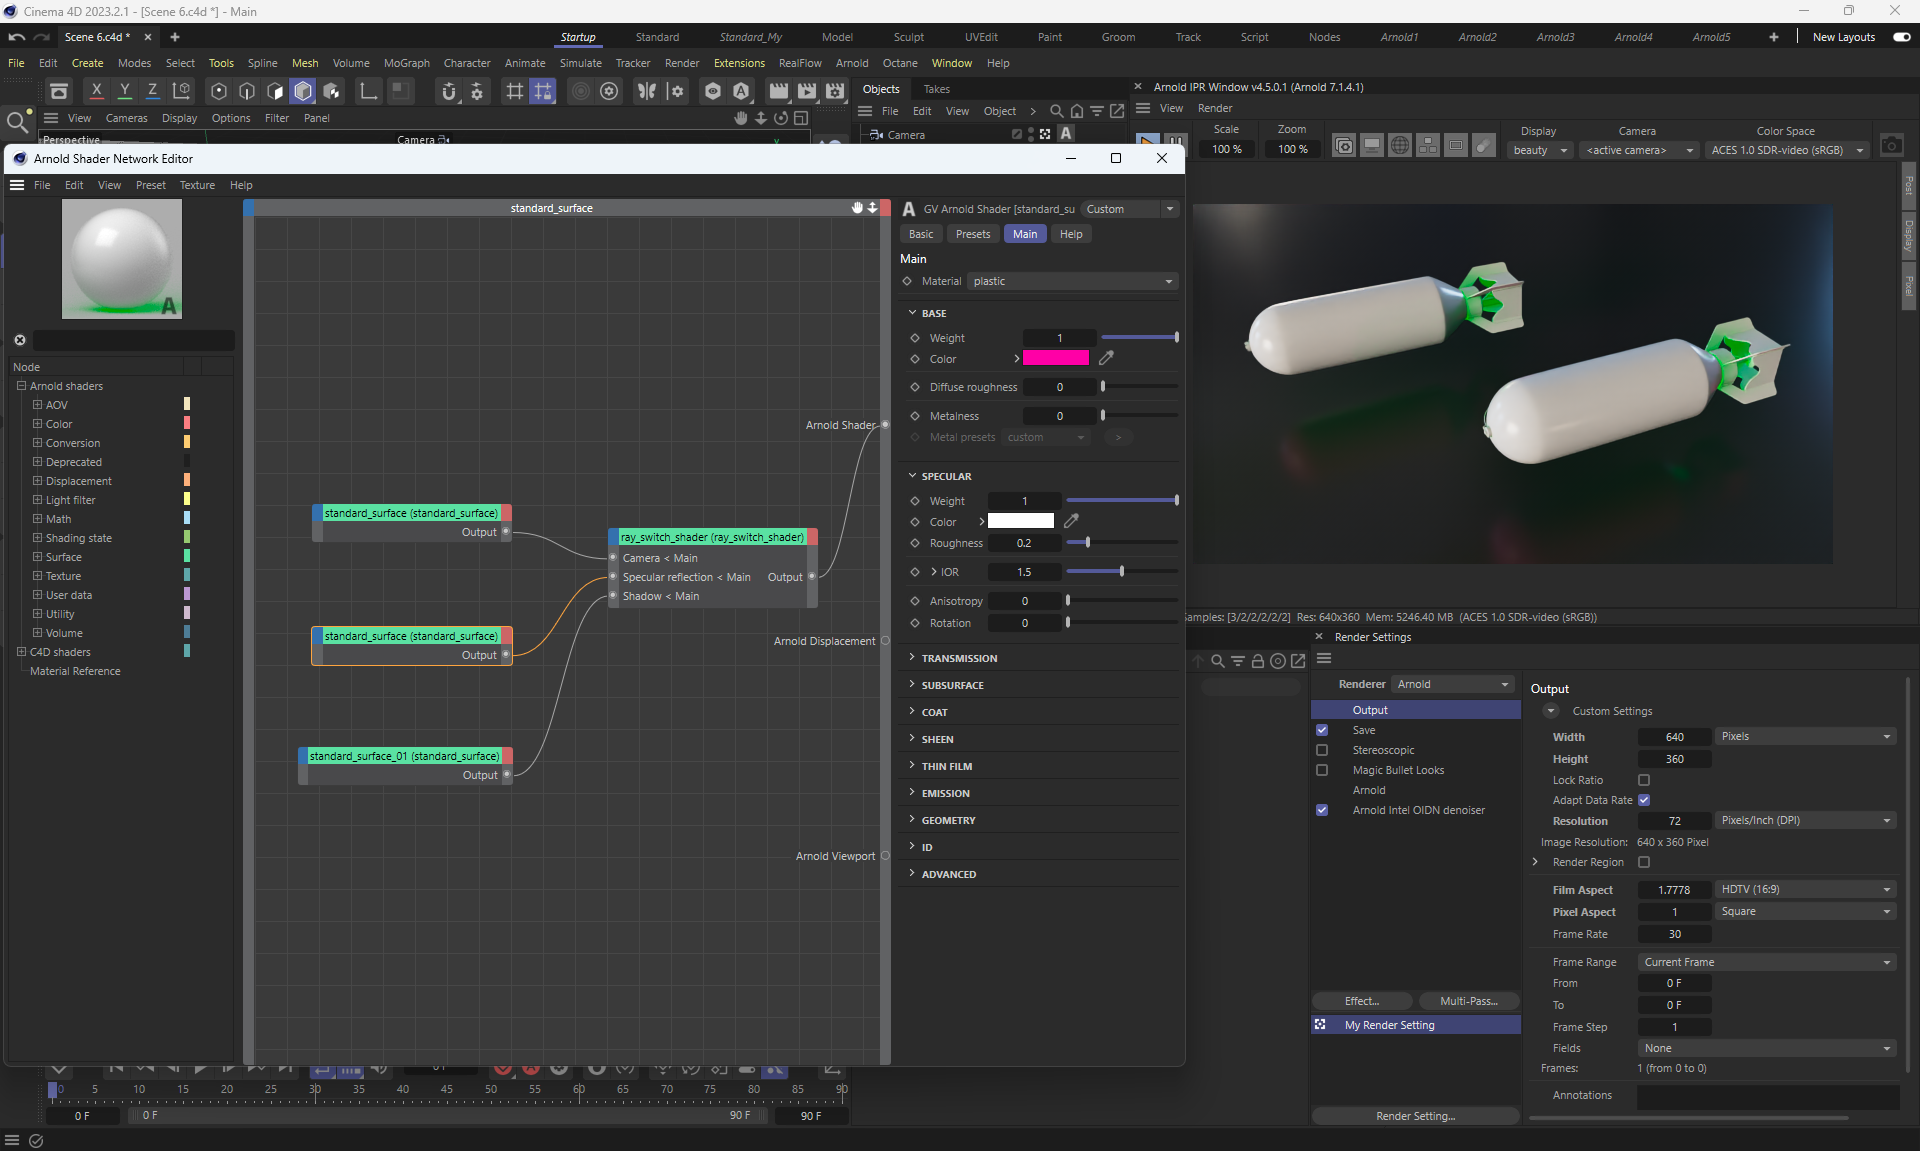 Cinema 4D 2023.2.1 - [Scene 6.c4d *] - Main
Scene 6.c4d *
Startup Standard Standard_My Model Sculpt UVEdit Paint Groom Track Script Nodes Arnold1 Arnold2 Arnold3 Arnold4 Arnold5 New Layouts
File Edit Create Modes Select Tools Spline Mesh Volume MoGraph Character Animate Simulate Tracker Render Extensions RealFlow Arnold Octane Window Help
X Y Z
Objects Takes
File Edit View Object
Camera
View Cameras Display Options Filter Panel
Perspective
Camera
Arnold IPR Window v4.5.0.1 (Arnold 7.1.4.1)
View Render
Scale Zoom Display Camera Color Space
100 % 100 % beauty <active camera> ACES 1.0 SDR-video (sRGB)
Post
Display
Pixel
Arnold Shader Network Editor
File Edit View Preset Texture Help
Node
Arnold shaders
AOV
Color
Conversion
Deprecated
Displacement
Light filter
Math
Shading state
Surface
Texture
User data
Utility
Volume
C4D shaders
Material Reference
standard_surface
Arnold Shader
standard_surface (standard_surface)
Output
ray_switch_shader (ray_switch_shader)
Camera < Main
Specular reflection < Main Output
Shadow < Main
standard_surface (standard_surface)
Output
Arnold Displacement
standard_surface_01 (standard_surface)
Output
Arnold Viewport
GV Arnold Shader [standard_su Custom
Basic Presets Main Help
Main
Material plastic
BASE
Weight 1
Color
Diffuse roughness 0
Metalness 0
Metal presets custom >
SPECULAR
Weight 1
Color
Roughness 0.2
IOR 1.5
Anisotropy 0
Rotation 0
TRANSMISSION
SUBSURFACE
COAT
SHEEN
THIN FILM
EMISSION
GEOMETRY
ID
ADVANCED
amples: [3/2/2/2/2/2] Res: 640x360 Mem: 5246.40 MB (ACES 1.0 SDR-video (sRGB))
Render Settings
Renderer Arnold
Output
Save
Stereoscopic
Magic Bullet Looks
Arnold
Arnold Intel OIDN denoiser
Effect... Multi-Pass...
My Render Setting
Render Setting...
Output
Custom Settings
Width 640 Pixels
Height 360
Lock Ratio
Adapt Data Rate
Resolution 72 Pixels/Inch (DPI)
Image Resolution: 640 x 360 Pixel
Render Region
Film Aspect 1.7778 HDTV (16:9)
Pixel Aspect 1 Square
Frame Rate 30
Frame Range Current Frame
From 0 F
To 0 F
Frame Step 1
Fields None
Frames: 1 (from 0 to 0)
Annotations
0 5 10 15 20 25 30 35 40 45 50 55 60 65 70 75 80 85 90
0 F 0 F 90 F 90 F